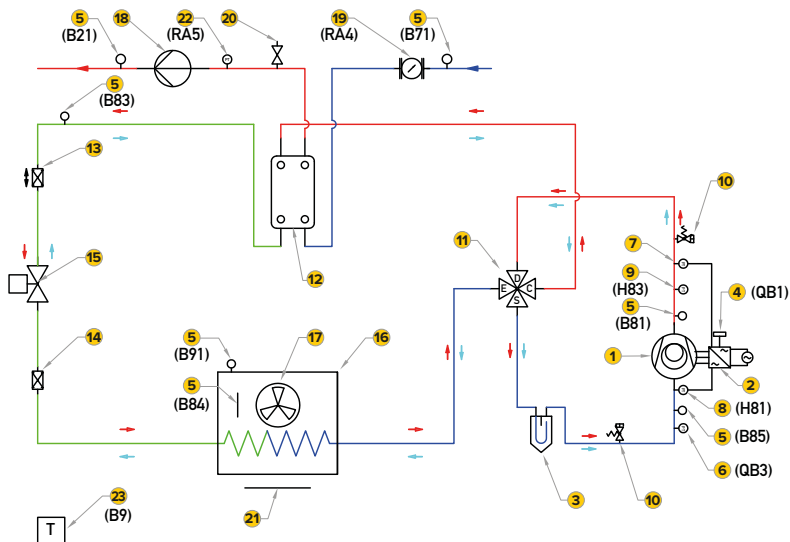 5 18 22 20 19 5
(B21) (RA5) (RA4) (B71)
5
(B83)
13
12
10
7
11
15
9
(H83)
4 (QB1)
D
E C
S
5
(B81)
1
2
14
5
(B91)
17
16
5
(B84)
8 (H81)
5 (B85)
6 (QB3)
3
10
21
23
(B9)
T